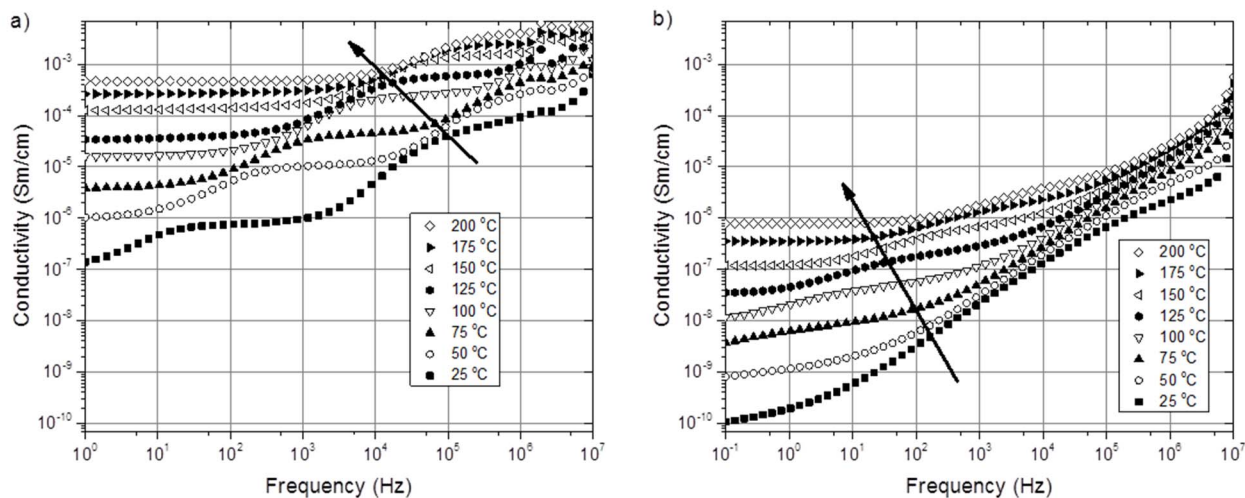 a)
Conductivity (Sm/cm)
10⁻³
10⁻⁴
10⁻⁵
10⁻⁶
10⁻⁷
10⁻⁸
10⁻⁹
10⁻¹⁰
200 °C
175 °C
150 °C
125 °C
100 °C
75 °C
50 °C
25 °C
10⁰
10¹
10²
10³
10⁴
10⁵
10⁶
10⁷
Frequency (Hz)
b)
Conductivity (Sm/cm)
10⁻³
10⁻⁴
10⁻⁵
10⁻⁶
10⁻⁷
10⁻⁸
10⁻⁹
10⁻¹⁰
200 °C
175 °C
150 °C
125 °C
100 °C
75 °C
50 °C
25 °C
10⁻¹
10⁰
10¹
10²
10³
10⁴
10⁵
10⁶
10⁷
Frequency (Hz)